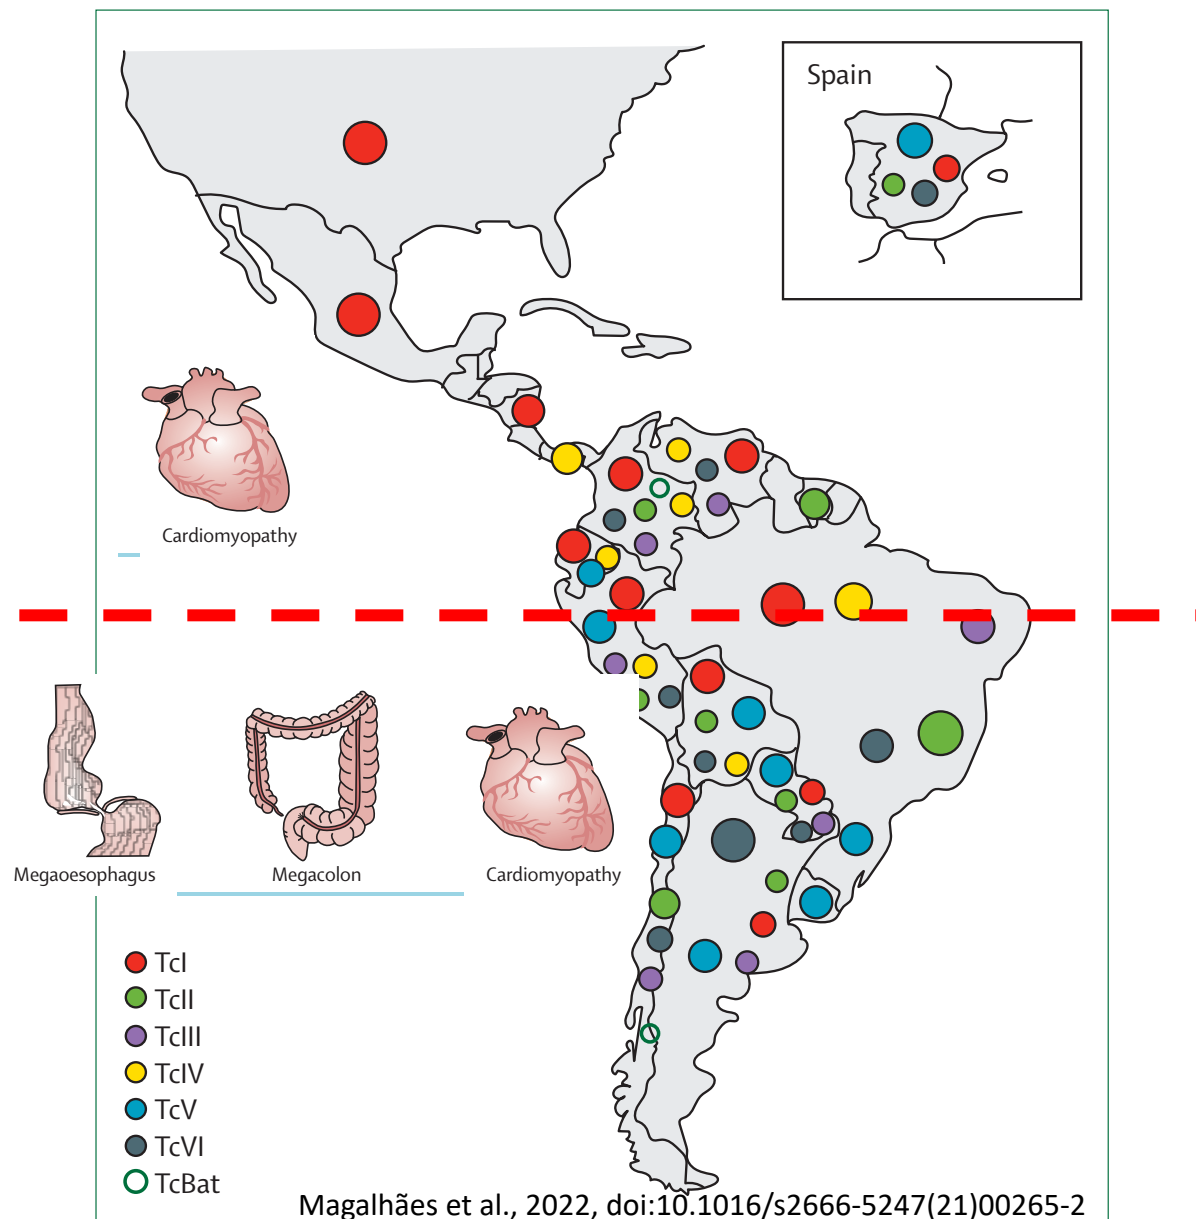 Spain
Cardiomyopathy
Megaoesophagus
Megacolon
Cardiomyopathy
TcI
TcII
TcIII
TcIV
TcV
TcVI
TcBat
Magalhães et al., 2022, doi:10.1016/s2666-5247(21)00265-2